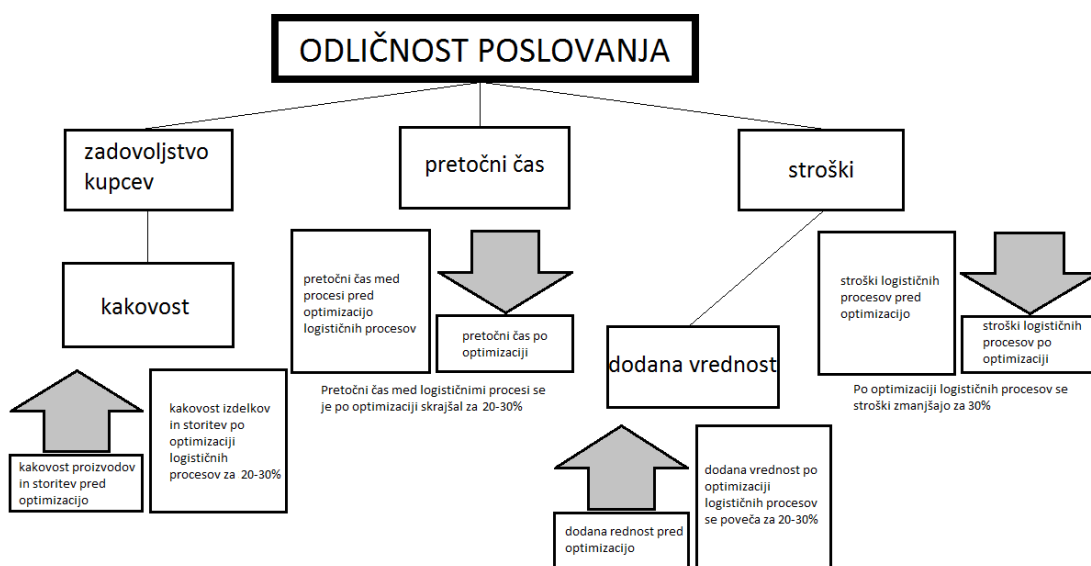 ODLIČNOST POSLOVANJA
zadovoljstvo
kupcev
pretočni čas
stroški
kakovost
pretočni čas med
procesi pred
optimizacijo
logističnih procesov
pretočni čas po
optimizaciji
Pretočni čas med logističnimi procesi se
je po optimizaciji skrajšal za 20-30%
stroški logističnih
procesov pred
optimizacijo
stroški logističnih
procesov po
optimizaciji
Po optimizaciji logističnih procesov se
stroški zmanjšajo za 30%
dodana vrednost
kakovost proizvodov
in storitev pred
optimizacijo
kakovost izdelkov
in storitev po
optimizaciji
logističnih
procesov za 20-30%
dodana rednost pred
optimizacijo
dodana vrednost po
optimizaciji
logističnih procesov
se poveča za 20-30%